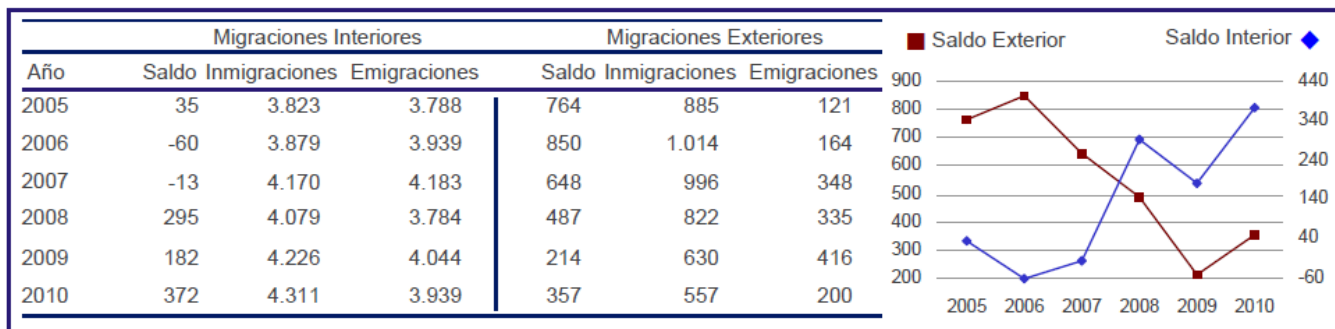 Migraciones Interiores Migraciones Exteriores
Año Saldo Inmigraciones Emigraciones Saldo Inmigraciones Emigraciones
2005 35 3.823 3.788 764 885 121
2006 -60 3.879 3.939 850 1.014 164
2007 -13 4.170 4.183 648 996 348
2008 295 4.079 3.784 487 822 335
2009 182 4.226 4.044 214 630 416
2010 372 4.311 3.939 357 557 200
Saldo Exterior Saldo Interior
900 440
800 340
700
600 240
500 140
400
300 40
200 -60
2005 2006 2007 2008 2009 2010